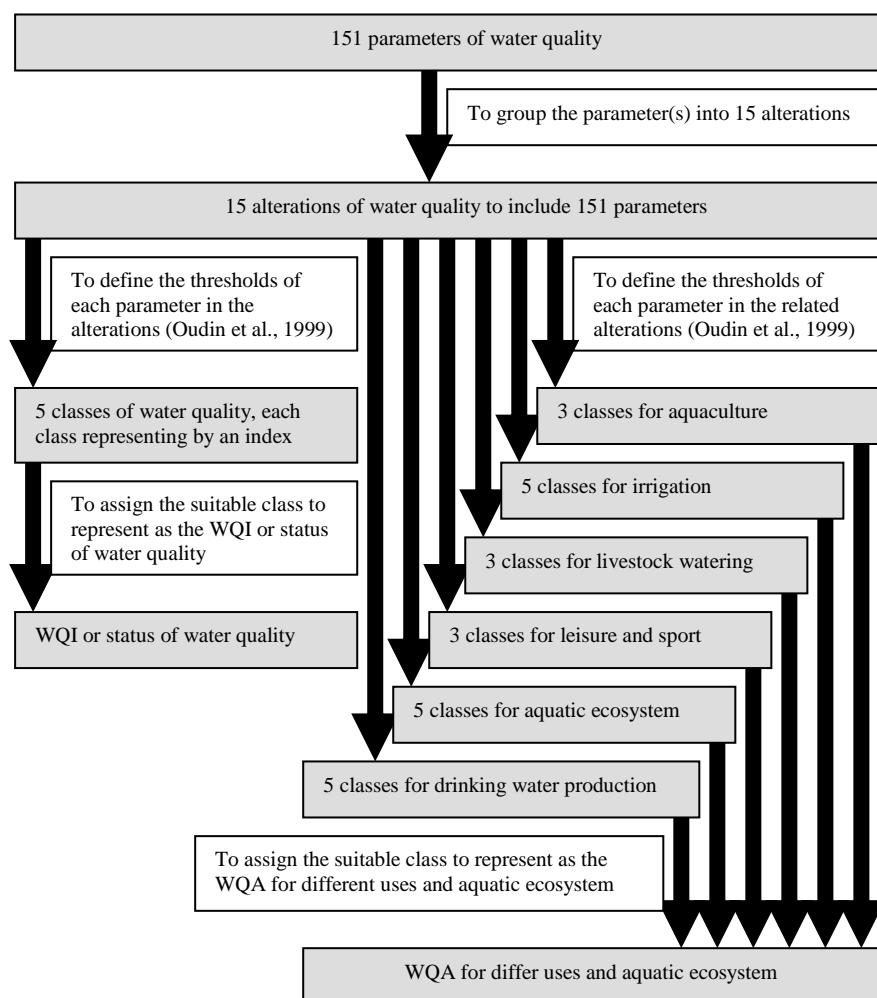 151 parameters of water quality
To group the parameter(s) into 15 alterations
15 alterations of water quality to include 151 parameters
To define the thresholds of
each parameter in the
alterations (Oudin et al., 1999)
To define the thresholds of
each parameter in the related
alterations (Oudin et al., 1999)
5 classes of water quality, each
class representing by an index
3 classes for aquaculture
5 classes for irrigation
To assign the suitable class to
represent as the WQI or status
of water quality
3 classes for livestock watering
WQI or status of water quality
3 classes for leisure and sport
5 classes for aquatic ecosystem
5 classes for drinking water production
To assign the suitable class to represent as the
WQA for different uses and aquatic ecosystem
WQA for differ uses and aquatic ecosystem